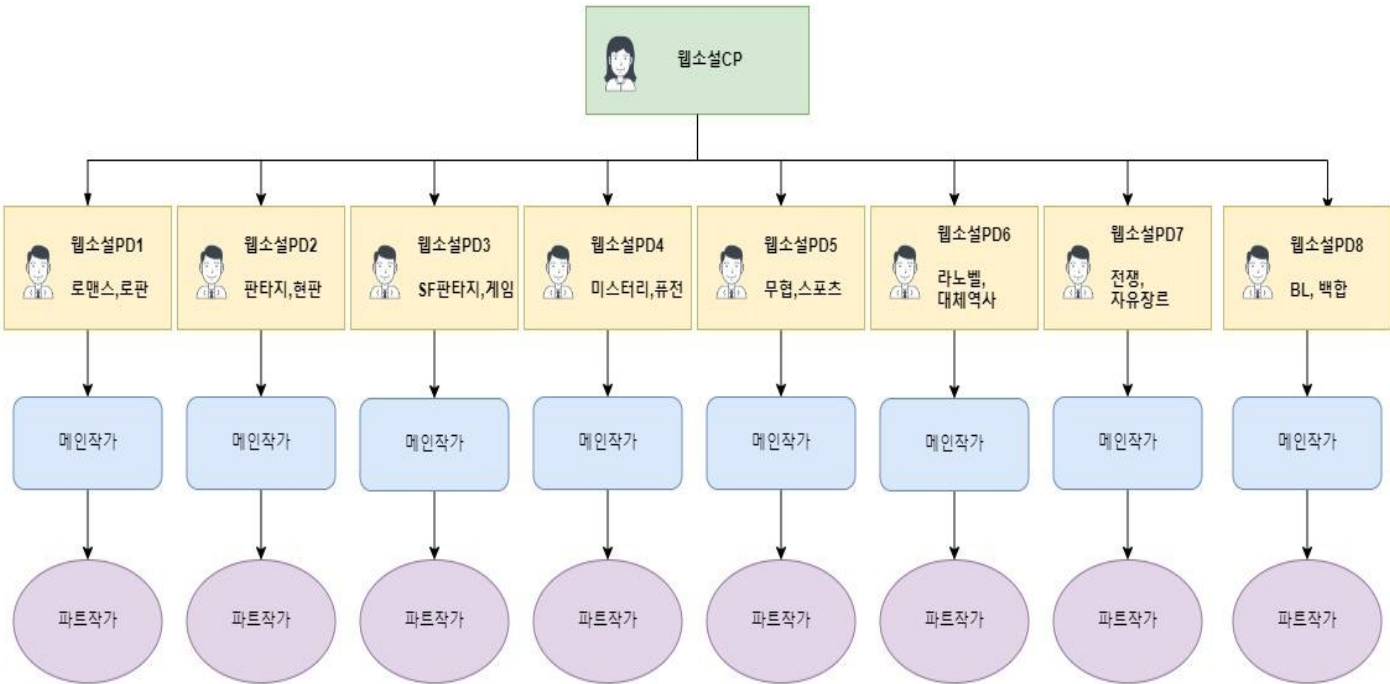 웹소설CP
웹소설PD1
로맨스,로판
웹소설PD2
판타지,현판
웹소설PD3
SF판타지,게임
웹소설PD4
미스터리,퓨전
웹소설PD5
무협,스포츠
웹소설PD6
라노벨,
대체역사
웹소설PD7
전쟁,
자유장르
웹소설PD8
BL, 백합
메인작가
메인작가
메인작가
메인작가
메인작가
메인작가
메인작가
메인작가
파트작가
파트작가
파트작가
파트작가
파트작가
파트작가
파트작가
파트작가